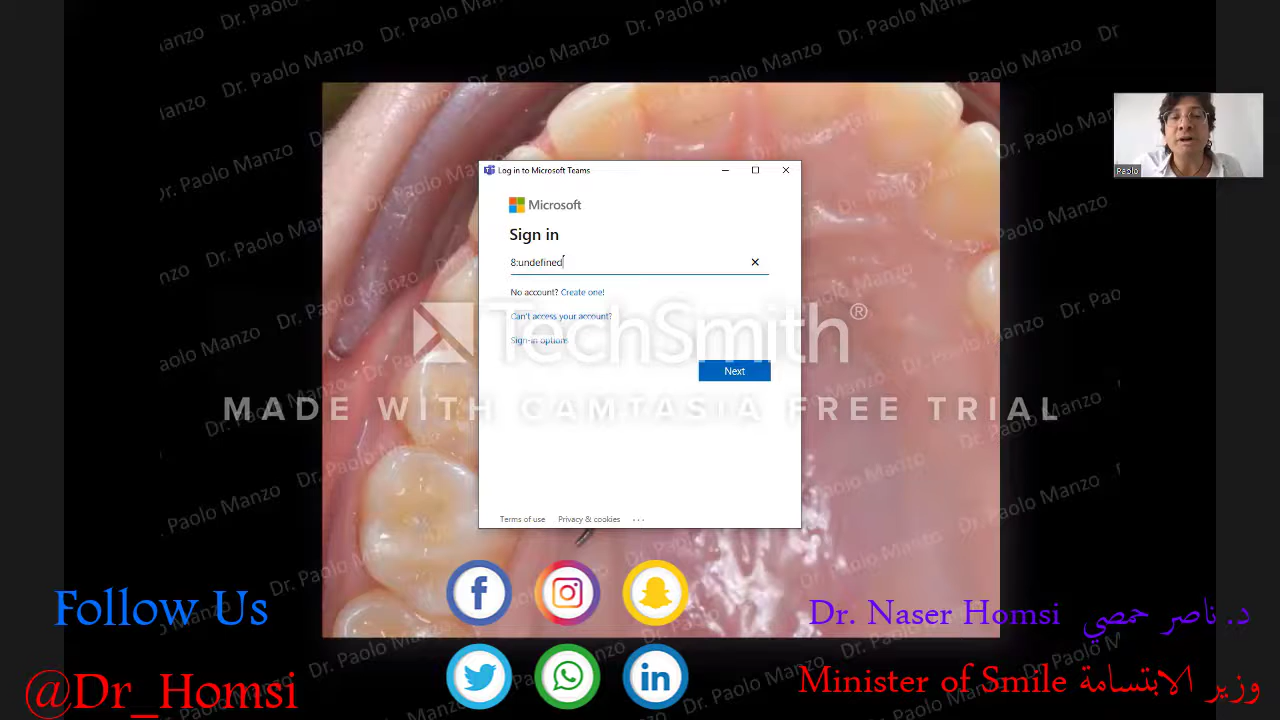 Dr. Paolo Manzo
Paolo
Log in to Microsoft Teams
Microsoft
Sign in
8:undefined
No account? Create one!
Can't access your account?
Sign-in options
Next
TechSmith®
MADE WITH CAMTASIA FREE TRIAL
Terms of use Privacy & cookies ...
Follow Us
@Dr_Homsi
Dr. Naser Homsi د. ناصر حمصي
Minister of Smile وزير الابتسامة